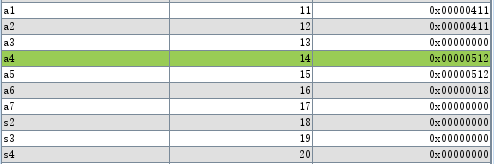 a1 11 0x00000411
a2 12 0x00000411
a3 13 0x00000000
a4 14 0x00000512
a5 15 0x00000512
a6 16 0x00000018
a7 17 0x00000000
s2 18 0x00000000
s3 19 0x00000000
s4 20 0x00000000